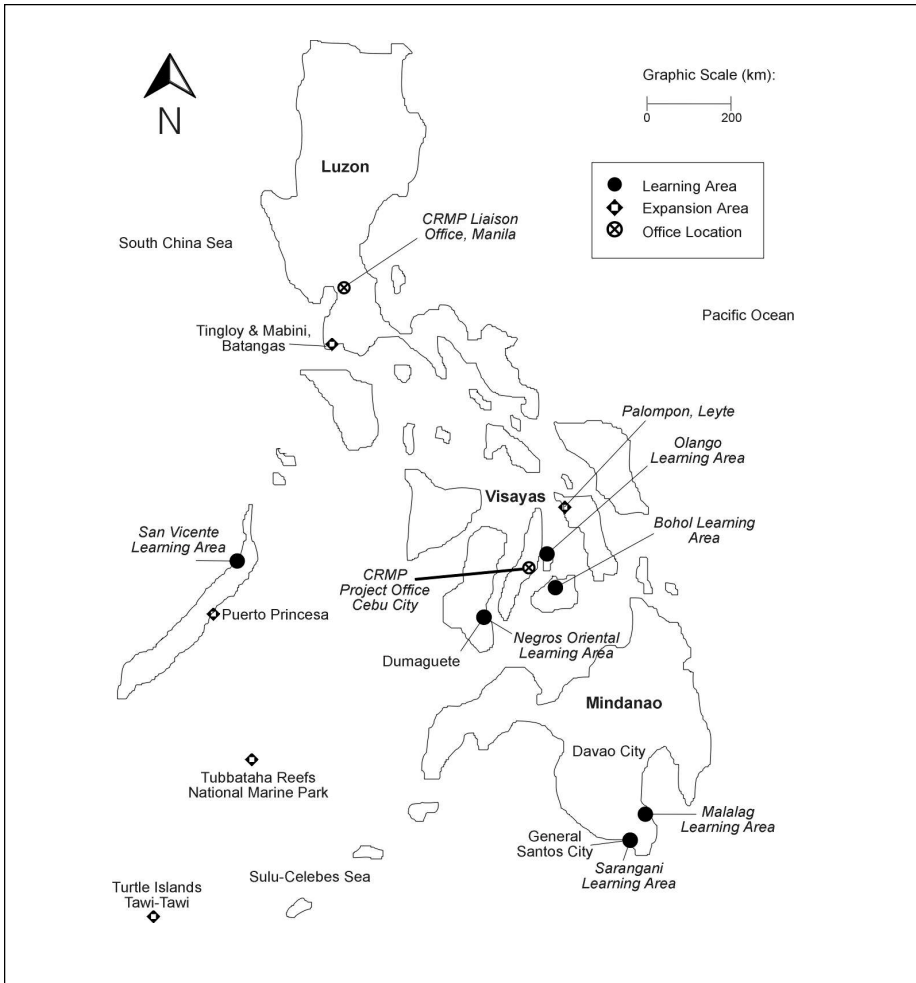 Graphic Scale (km):
0 200
N
Luzon
Learning Area
Expansion Area
Office Location
CRMP Liaison
Office, Manila
South China Sea
Pacific Ocean
Tingloy & Mabini,
Batangas
Palompon, Leyte
Olango
Learning Area
Visayas
Bohol Learning
Area
San Vicente
Learning Area
CRMP
Project Office
Cebu City
Puerto Princesa
Negros Oriental
Learning Area
Dumaguete
Mindanao
Davao City
Tubbataha Reefs
National Marine Park
Malalag
Learning Area
General
Santos City
Sarangani
Learning Area
Sulu-Celebes Sea
Turtle Islands
Tawi-Tawi